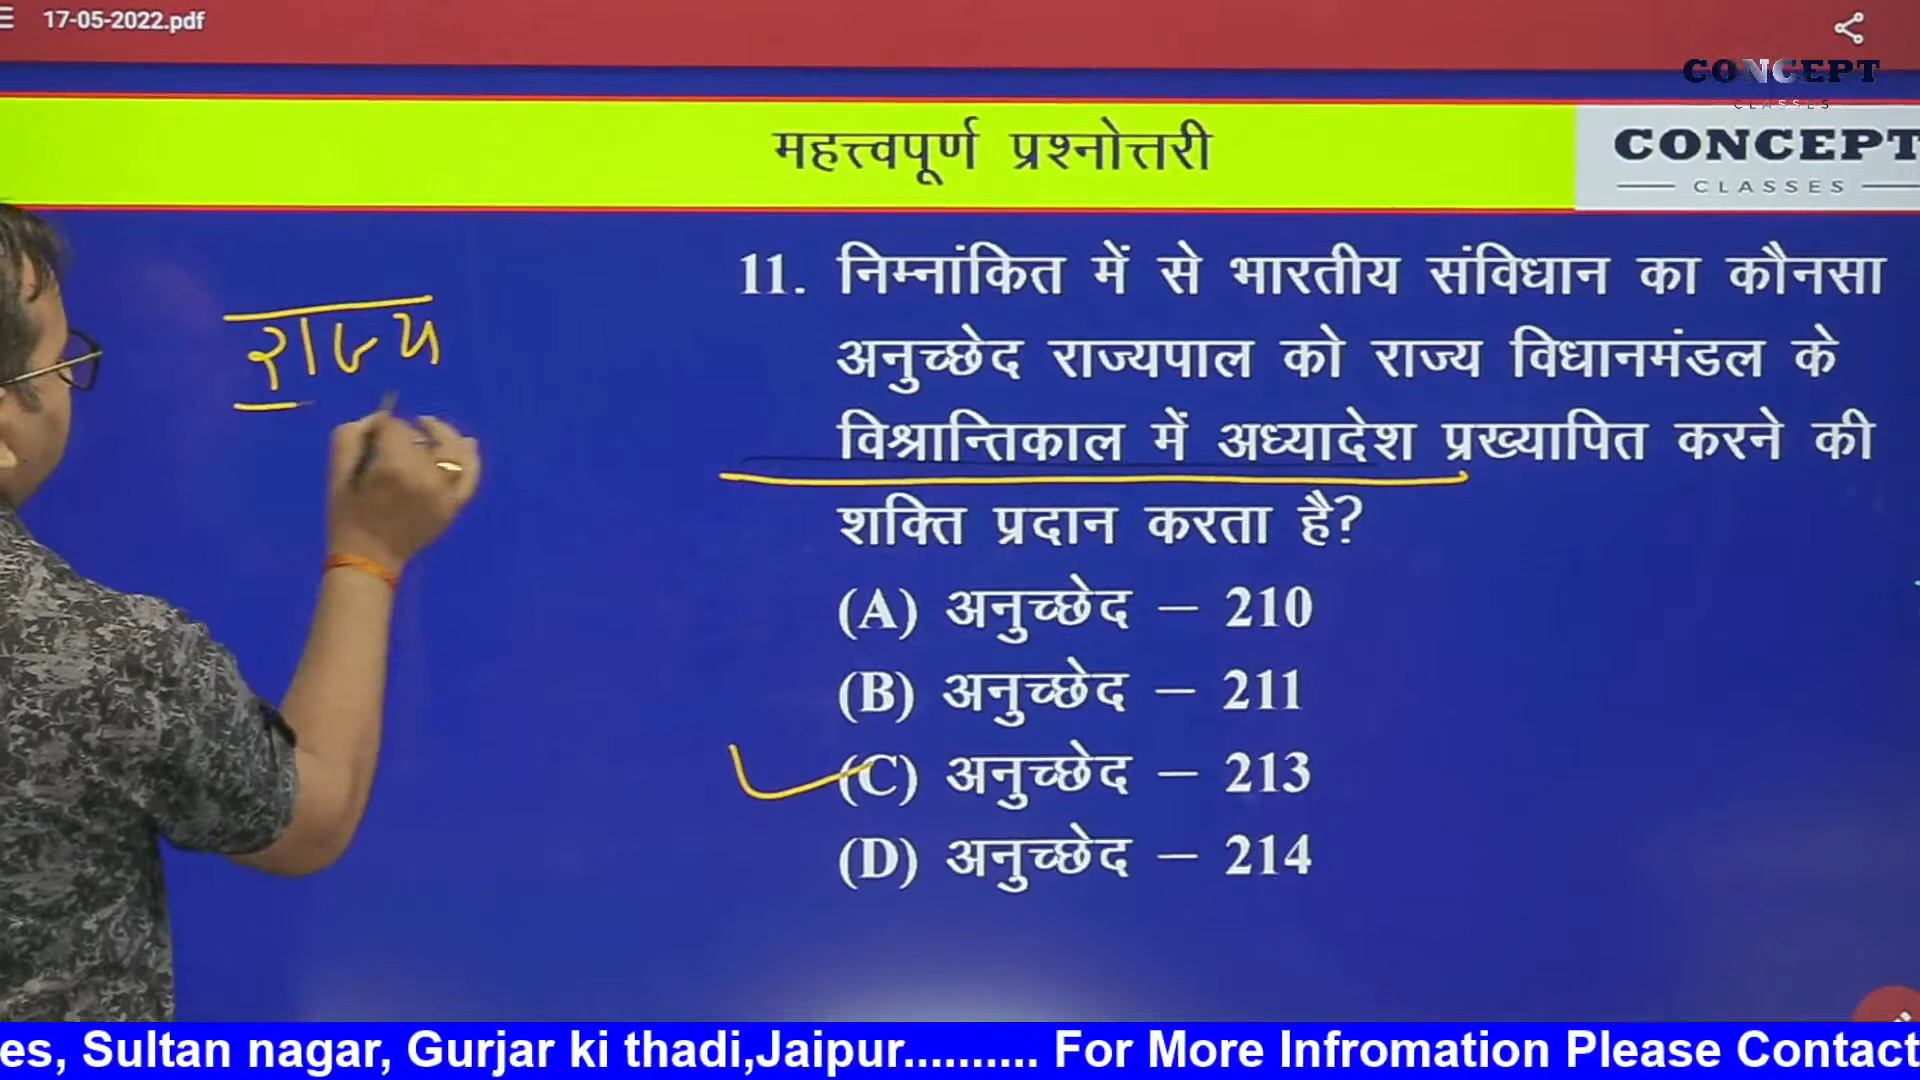 17-05-2022.pdf
CONCEPT
CLASSES
महत्त्वपूर्ण प्रश्नोत्तरी
CONCEPT
CLASSES
राज्य
11. निम्नांकित में से भारतीय संविधान का कौनसा
अनुच्छेद राज्यपाल को राज्य विधानमंडल के
विश्रान्तिकाल में अध्यादेश प्रख्यापित करने की
शक्ति प्रदान करता है?
(A) अनुच्छेद – 210
(B) अनुच्छेद – 211
(C) अनुच्छेद – 213
(D) अनुच्छेद – 214
es, Sultan nagar, Gurjar ki thadi,Jaipur.......... For More Infromation Please Contact